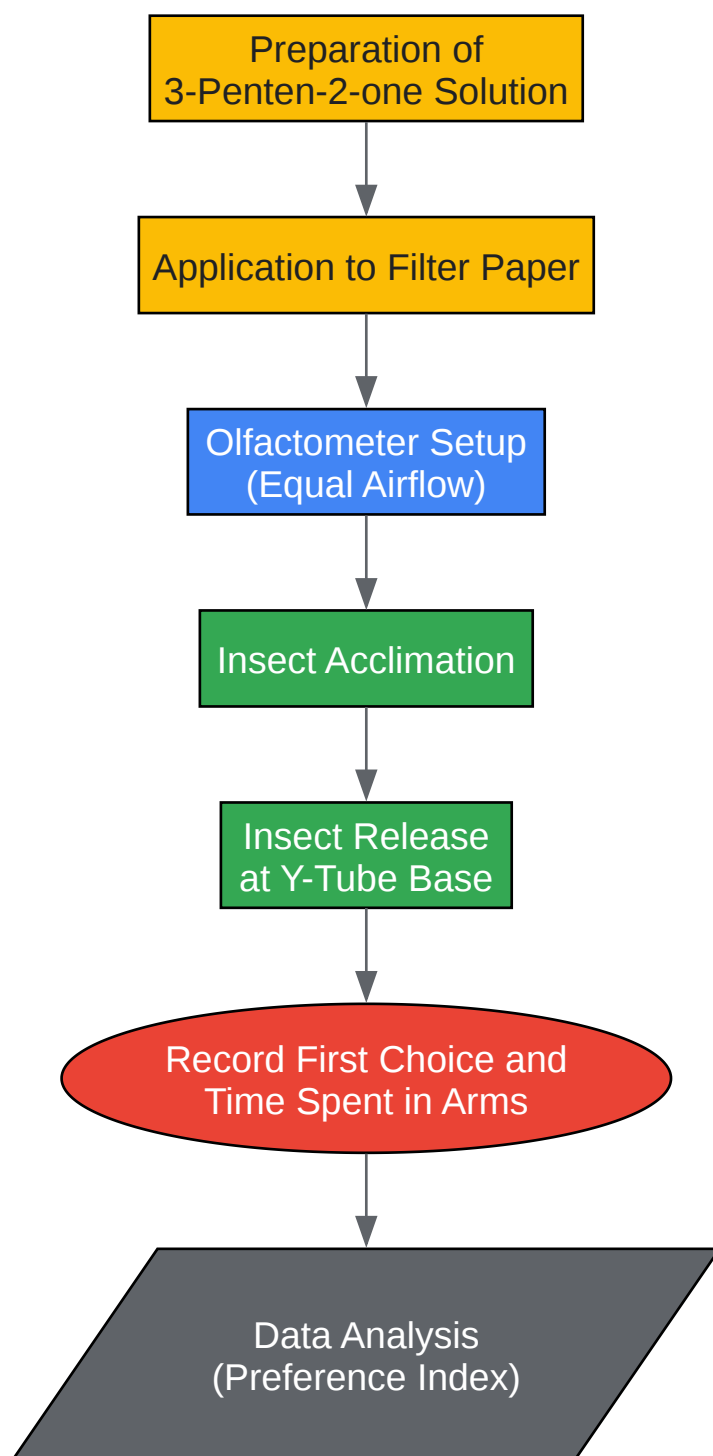 Preparation of
3-Penten-2-one Solution
Application to Filter Paper
Olfactometer Setup
(Equal Airflow)
Insect Acclimation
Insect Release
at Y-Tube Base
Record First Choice and
Time Spent in Arms
Data Analysis
(Preference Index)